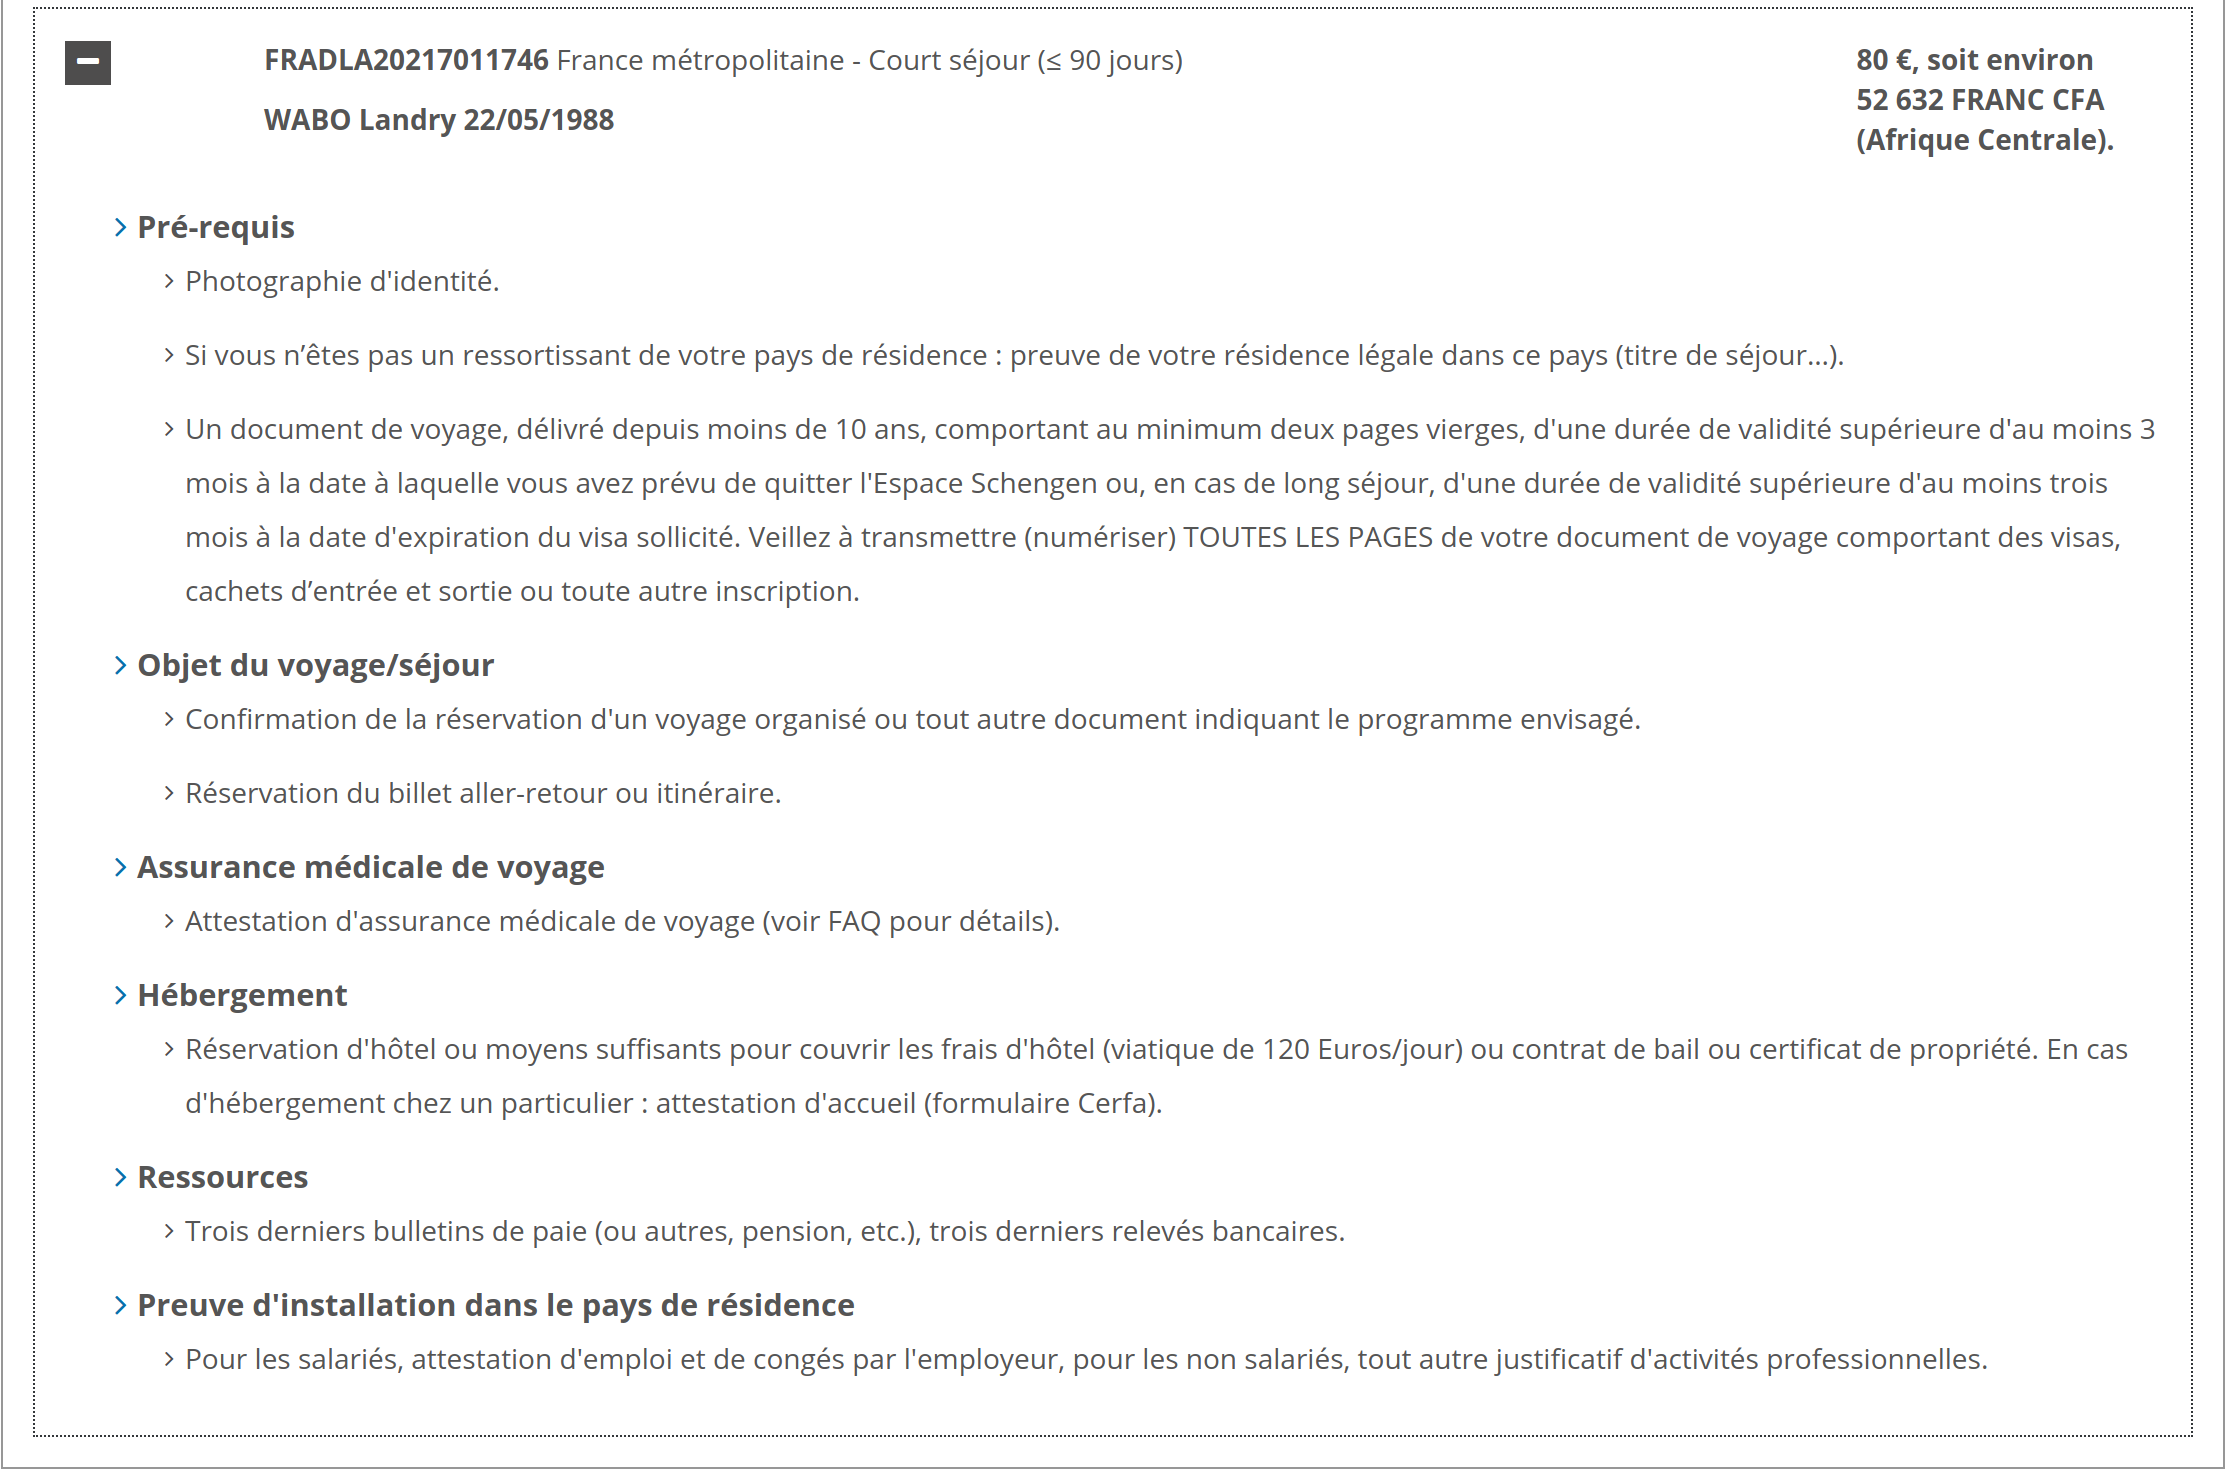 FRADLA20217011746 France métropolitaine - Court séjour (≤ 90 jours)
WABO Landry 22/05/1988
80 €, soit environ
52 632 FRANC CFA
(Afrique Centrale).
Pré-requis
Photographie d'identité.
Si vous n’êtes pas un ressortissant de votre pays de résidence : preuve de votre résidence légale dans ce pays (titre de séjour...).
Un document de voyage, délivré depuis moins de 10 ans, comportant au minimum deux pages vierges, d'une durée de validité supérieure d'au moins 3
mois à la date à laquelle vous avez prévu de quitter l'Espace Schengen ou, en cas de long séjour, d'une durée de validité supérieure d'au moins trois
mois à la date d'expiration du visa sollicité. Veillez à transmettre (numériser) TOUTES LES PAGES de votre document de voyage comportant des visas,
cachets d’entrée et sortie ou toute autre inscription.
Objet du voyage/séjour
Confirmation de la réservation d'un voyage organisé ou tout autre document indiquant le programme envisagé.
Réservation du billet aller-retour ou itinéraire.
Assurance médicale de voyage
Attestation d'assurance médicale de voyage (voir FAQ pour détails).
Hébergement
Réservation d'hôtel ou moyens suffisants pour couvrir les frais d'hôtel (viatique de 120 Euros/jour) ou contrat de bail ou certificat de propriété. En cas
d'hébergement chez un particulier : attestation d'accueil (formulaire Cerfa).
Ressources
Trois derniers bulletins de paie (ou autres, pension, etc.), trois derniers relevés bancaires.
Preuve d'installation dans le pays de résidence
Pour les salariés, attestation d'emploi et de congés par l'employeur, pour les non salariés, tout autre justificatif d'activités professionnelles.